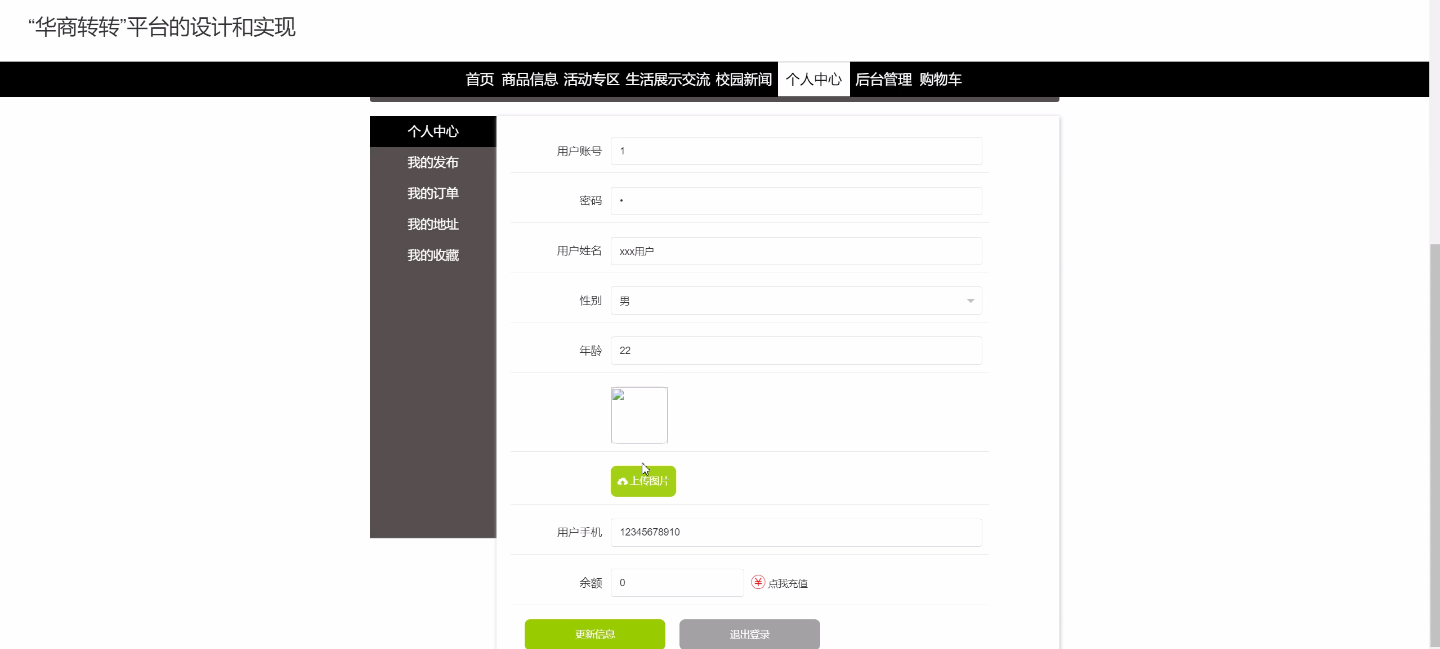 “华商转转”平台的设计和实现
首页 商品信息 活动专区 生活展示交流 校园新闻 个人中心 后台管理 购物车
个人中心
我的发布
我的订单
我的地址
我的收藏
用户账号 1
密码 •
用户姓名 xxx用户
性别 男
年龄 22
上传图片
用户手机 12345678910
余额 0 点我充值
更新信息 退出登录